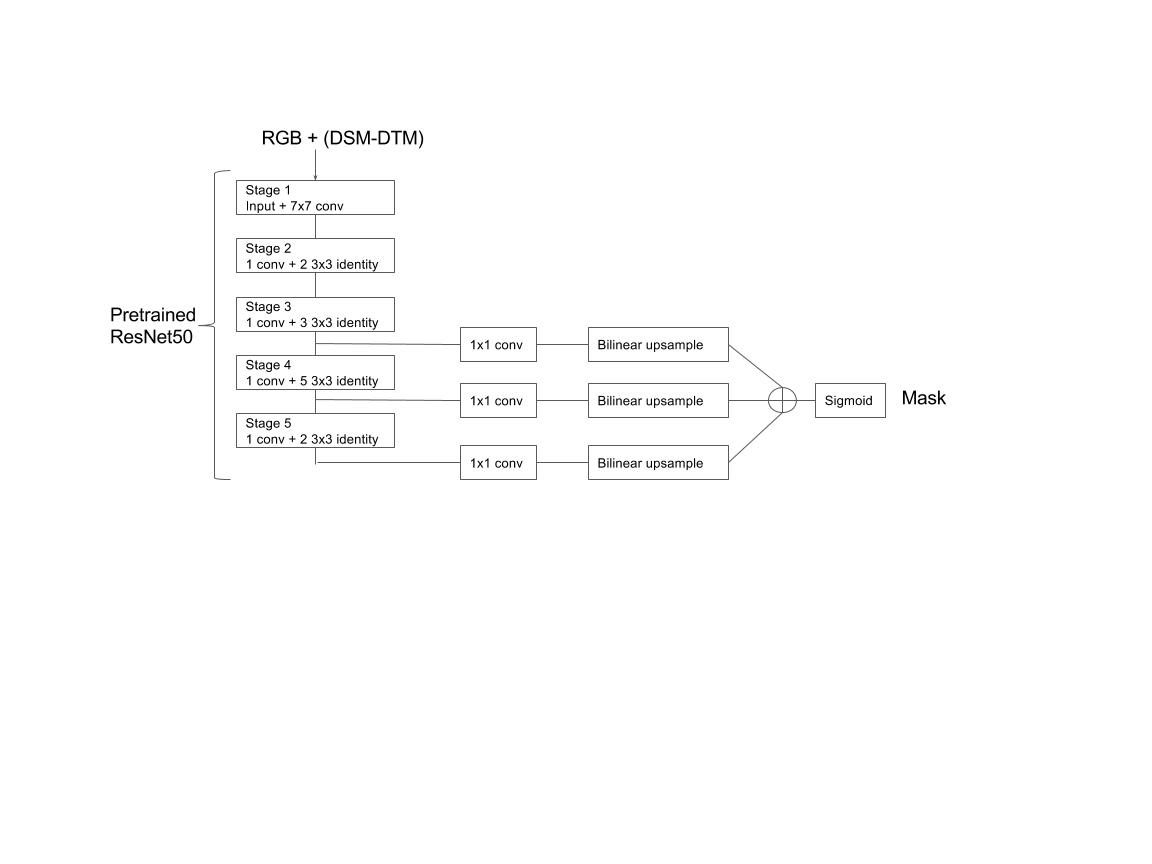 RGB + (DSM-DTM)
Stage 1
Input + 7x7 conv
Stage 2
1 conv + 2 3x3 identity
Stage 3
1 conv + 3 3x3 identity
Stage 4
1 conv + 5 3x3 identity
Stage 5
1 conv + 2 3x3 identity
Pretrained
ResNet50
1x1 conv
Bilinear upsample
1x1 conv
Bilinear upsample
1x1 conv
Bilinear upsample
Sigmoid
Mask